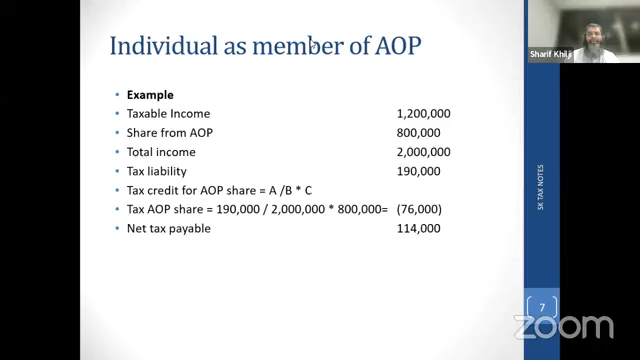 Individual as member of AOP
Sharif Khilji
• Example
• Taxable Income 1,200,000
• Share from AOP 800,000
• Total income 2,000,000
• Tax liability 190,000
• Tax credit for AOP share = A /B * C
• Tax AOP share = 190,000 / 2,000,000 * 800,000= (76,000)
• Net tax payable 114,000
SK TAX NOTES
7
zoom